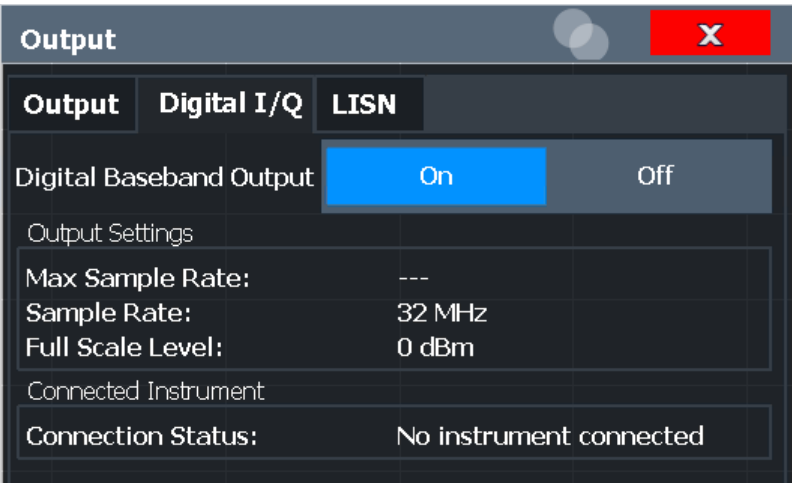 Output X
Output Digital I/Q LISN
Digital Baseband Output On Off
Output Settings
Max Sample Rate: ---
Sample Rate: 32 MHz
Full Scale Level: 0 dBm
Connected Instrument
Connection Status: No instrument connected